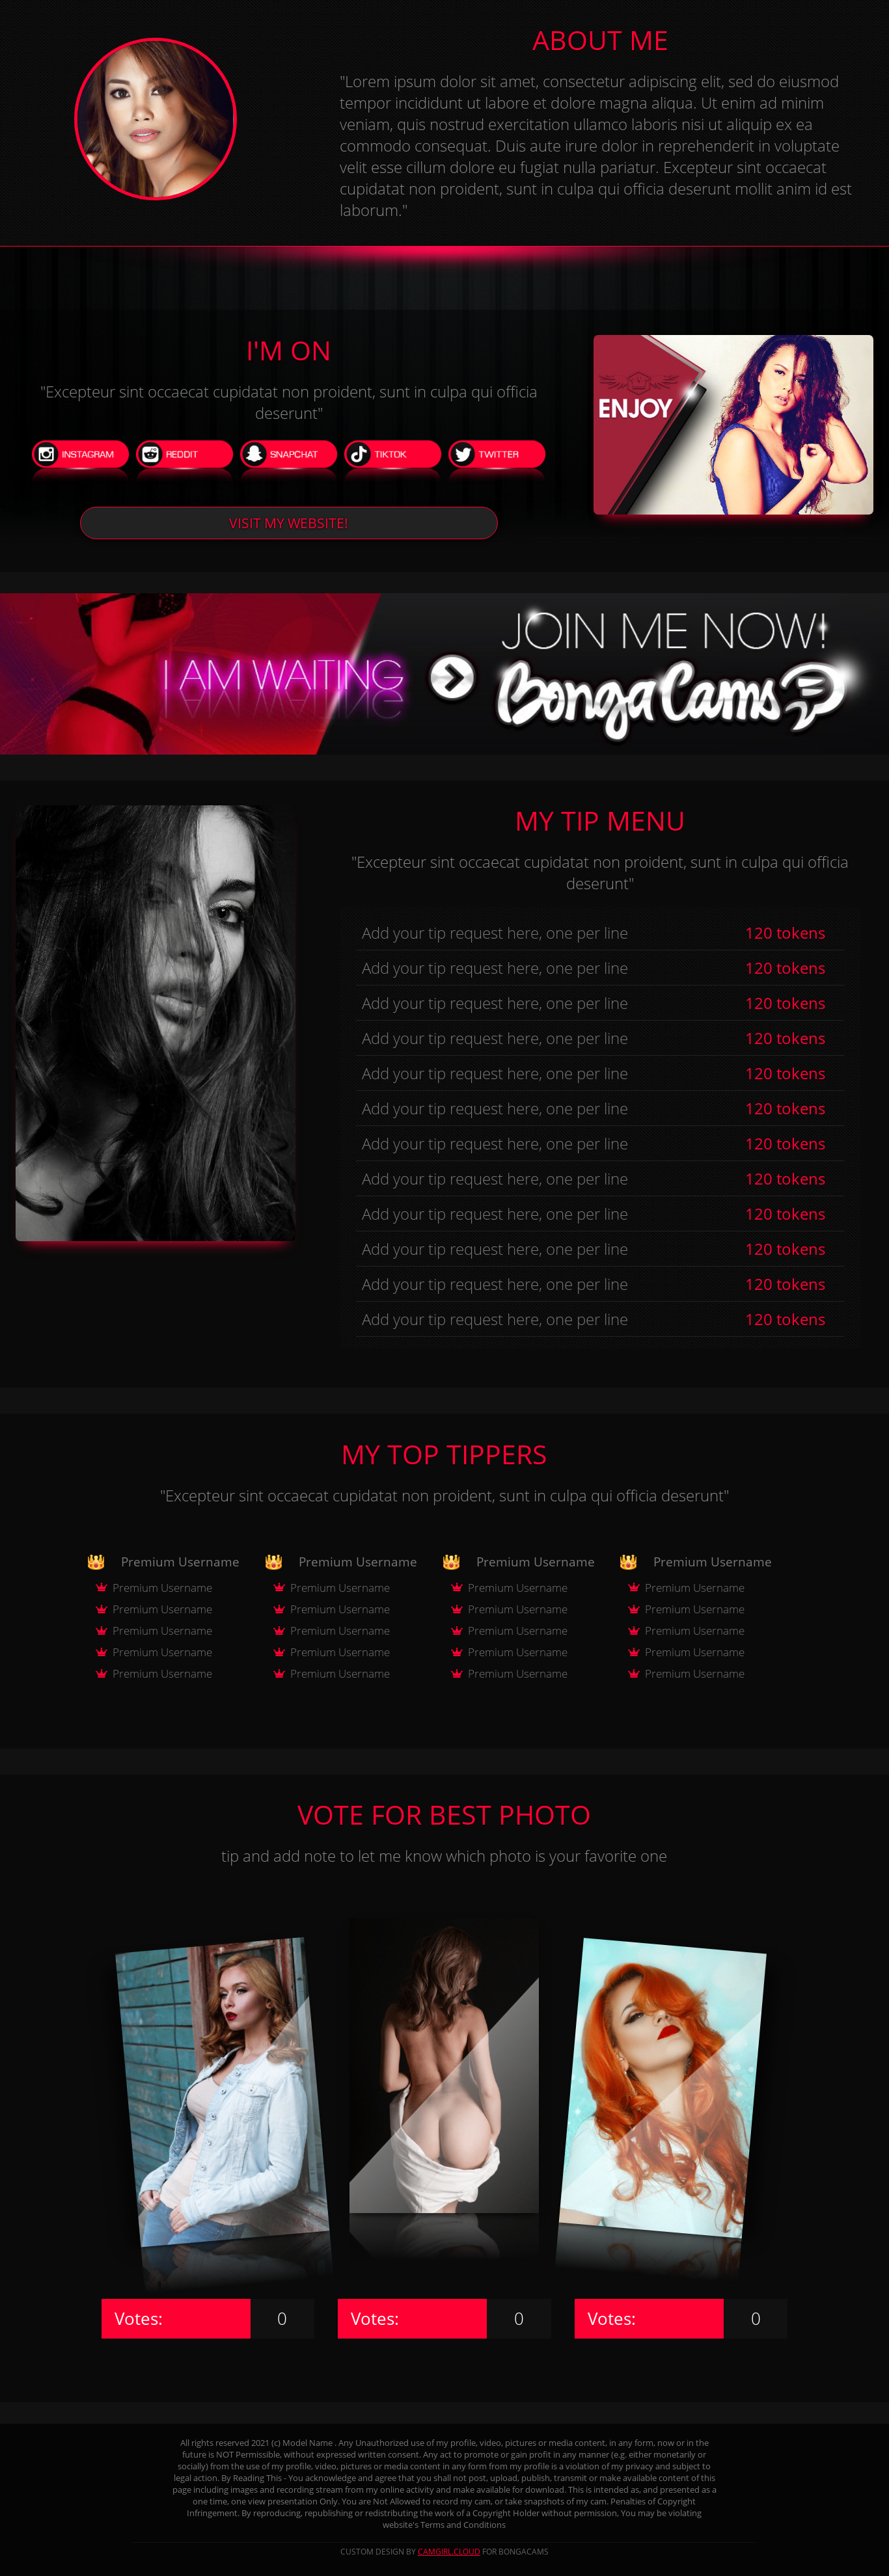 ABOUT ME
"Lorem ipsum dolor sit amet, consectetur adipiscing elit, sed do eiusmod
tempor incididunt ut labore et dolore magna aliqua. Ut enim ad minim
veniam, quis nostrud exercitation ullamco laboris nisi ut aliquip ex ea
commodo consequat. Duis aute irure dolor in reprehenderit in voluptate
velit esse cillum dolore eu fugiat nulla pariatur. Excepteur sint occaecat
cupidatat non proident, sunt in culpa qui officia deserunt mollit anim id est
laborum."
I'M ON
"Excepteur sint occaecat cupidatat non proident, sunt in culpa qui officia
deserunt"
INSTAGRAM REDDIT SNAPCHAT TIKTOK TWITTER
VISIT MY WEBSITE!
ENJOY
I AM WAITING
JOIN ME NOW!
BongaCams
MY TIP MENU
"Excepteur sint occaecat cupidatat non proident, sunt in culpa qui officia
deserunt"
Add your tip request here, one per line 120 tokens
Add your tip request here, one per line 120 tokens
Add your tip request here, one per line 120 tokens
Add your tip request here, one per line 120 tokens
Add your tip request here, one per line 120 tokens
Add your tip request here, one per line 120 tokens
Add your tip request here, one per line 120 tokens
Add your tip request here, one per line 120 tokens
Add your tip request here, one per line 120 tokens
Add your tip request here, one per line 120 tokens
Add your tip request here, one per line 120 tokens
Add your tip request here, one per line 120 tokens
MY TOP TIPPERS
"Excepteur sint occaecat cupidatat non proident, sunt in culpa qui officia deserunt"
Premium Username Premium Username Premium Username Premium Username
Premium Username Premium Username Premium Username Premium Username
Premium Username Premium Username Premium Username Premium Username
Premium Username Premium Username Premium Username Premium Username
Premium Username Premium Username Premium Username Premium Username
Premium Username Premium Username Premium Username Premium Username
VOTE FOR BEST PHOTO
tip and add note to let me know which photo is your favorite one
Votes: 0 Votes: 0 Votes: 0
All rights reserved 2021 (c) Model Name . Any Unauthorized use of my profile, video, pictures or media content, in any form, now or in the
future is NOT Permissible, without expressed written consent. Any act to promote or gain profit in any manner (e.g. either monetarily or
socially) from the use of my profile, video, pictures or media content in any form from my profile is a violation of my privacy and subject to
legal action. By Reading This - You acknowledge and agree that you shall not post, upload, publish, transmit or make available content of this
page including images and recording stream from my online activity and make available for download. This is intended as, and presented as a
one time, one view presentation Only. You are Not Allowed to record my cam, or take snapshots of my cam. Penalties of Copyright
Infringement. By reproducing, republishing or redistributing the work of a Copyright Holder without permission, You may be violating
website's Terms and Conditions
CUSTOM DESIGN BY CAMGIRL.CLOUD FOR BONGACAMS